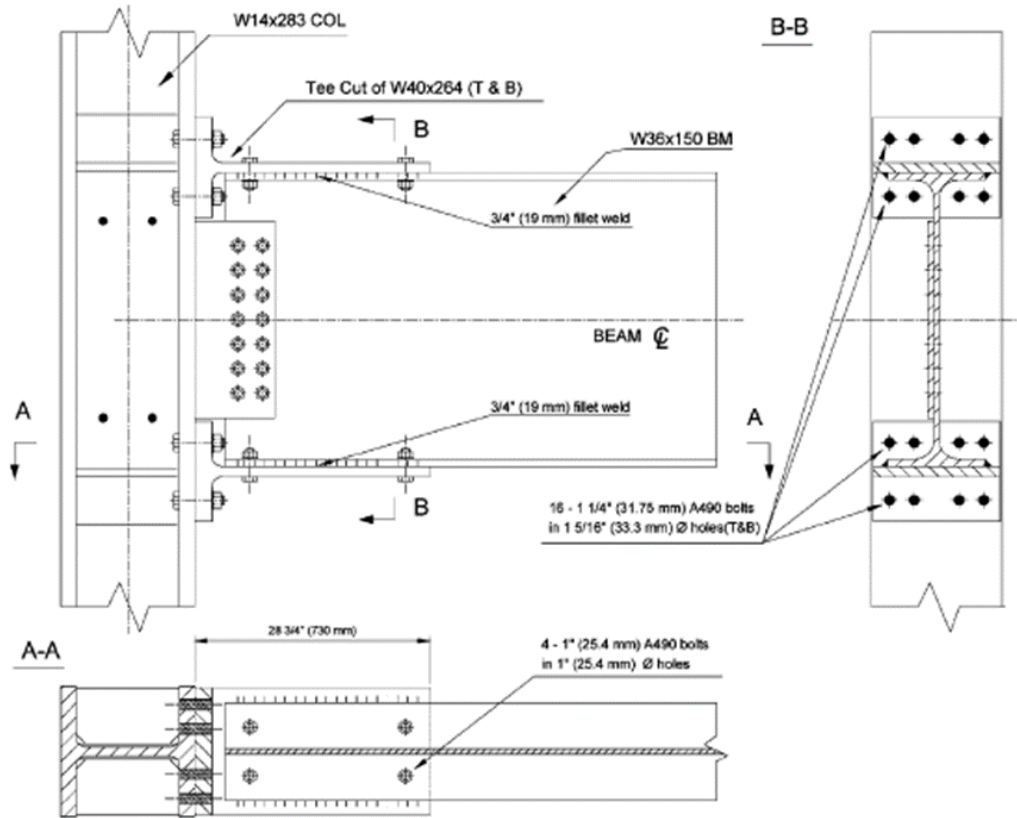 W14x283 COL
B-B
Tee Cut of W40x264 (T & B)
B
W36x150 BM
3/4" (19 mm) fillet weld
BEAM ℄
3/4" (19 mm) fillet weld
A
A
B
16 - 1 1/4" (31.75 mm) A490 bolts
in 1 5/16" (33.3 mm) Ø holes(T&B)
A-A
28 3/4" (730 mm)
4 - 1" (25.4 mm) A490 bolts
in 1" (25.4 mm) Ø holes